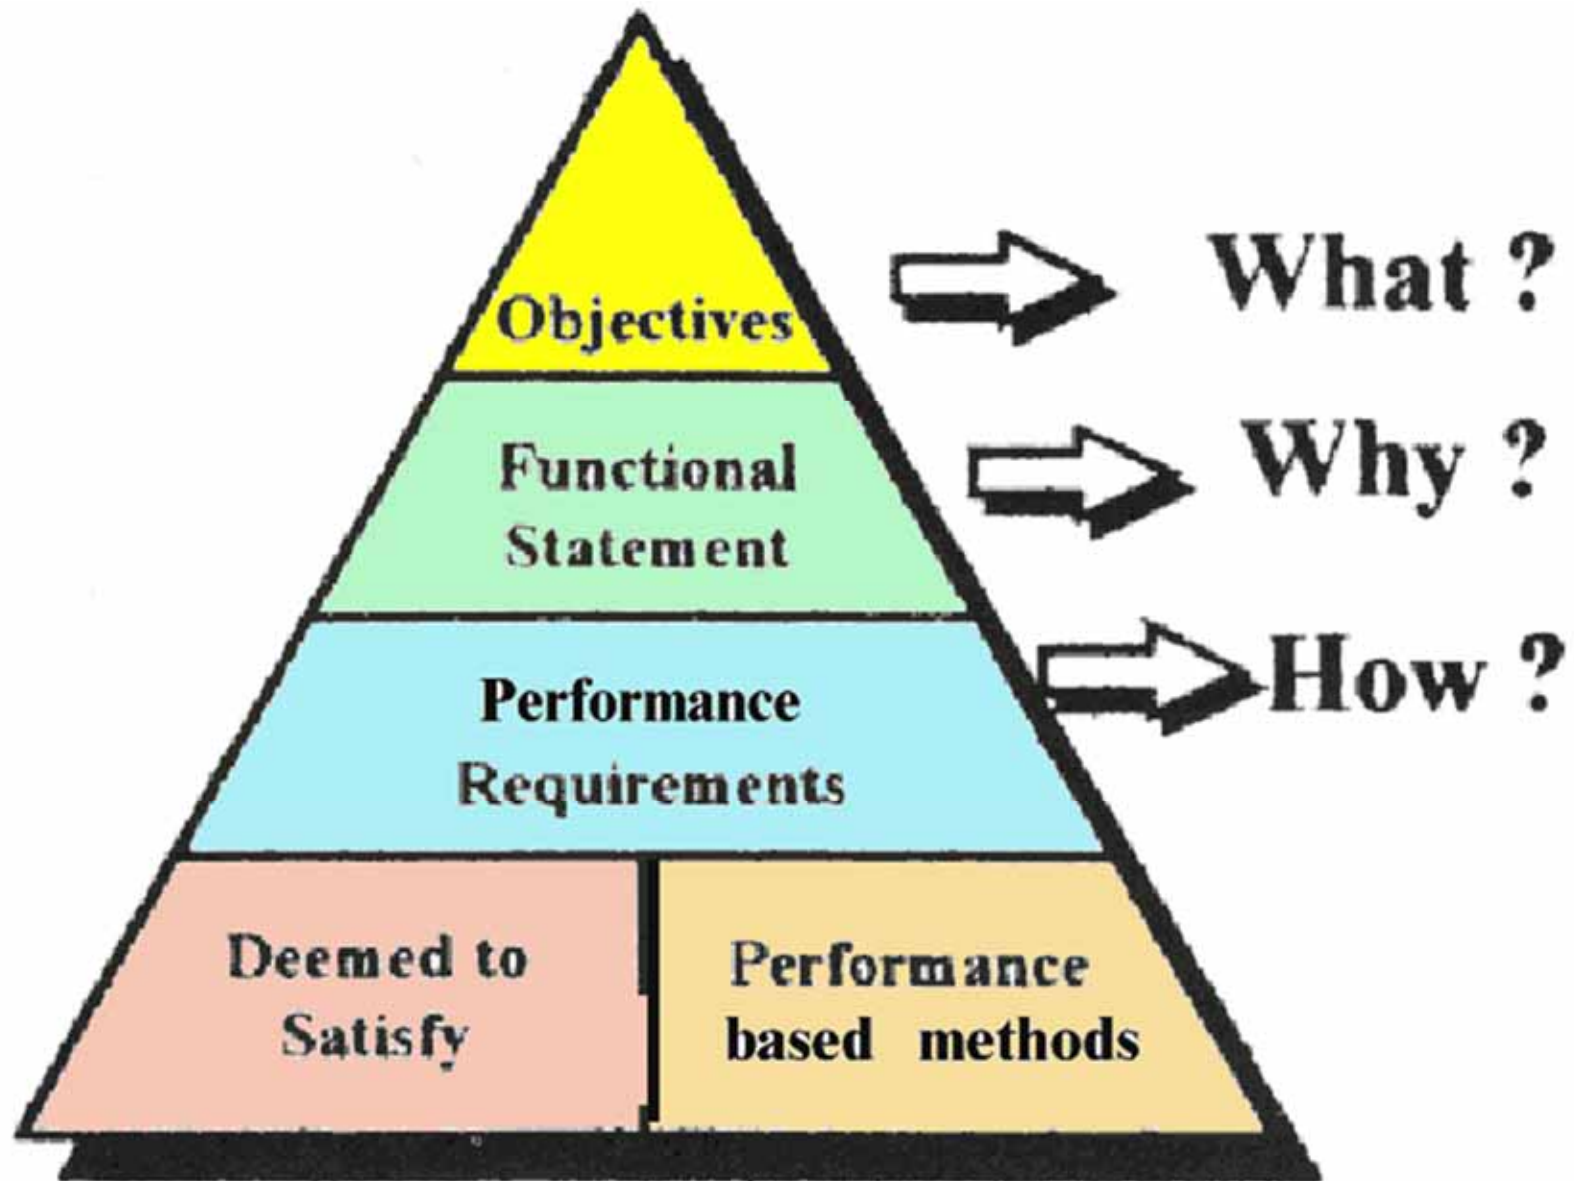 Objectives
What ?
Functional
Statement
Why ?
Performance
Requirements
How ?
Deemed to
Satisfy
Performance
based methods